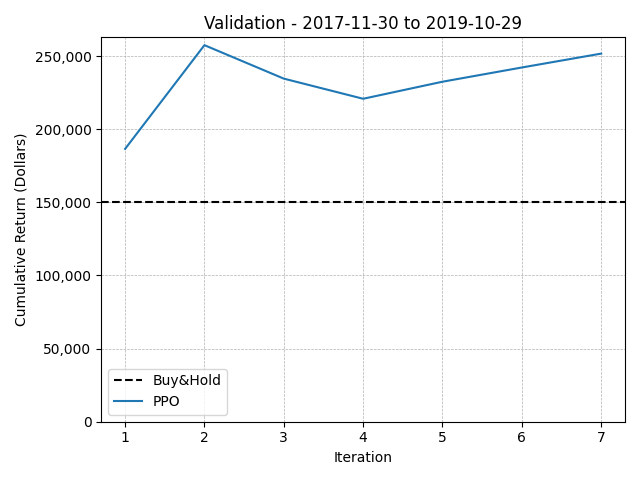 Validation - 2017-11-30 to 2019-10-29
Cumulative Return (Dollars)
250,000
200,000
150,000
100,000
50,000
0
Buy&Hold
PPO
1 2 3 4 5 6 7
Iteration